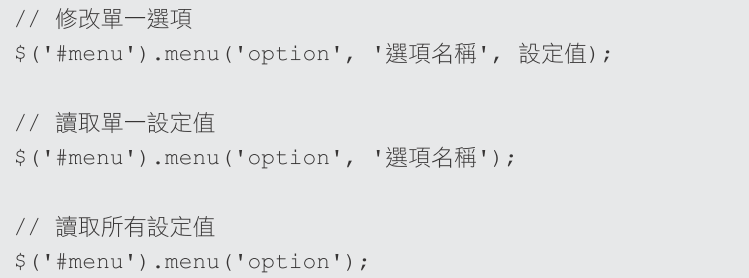 // 修改單一選項
$('#menu').menu('option', '選項名稱', 設定值);
// 讀取單一設定值
$('#menu').menu('option', '選項名稱');
// 讀取所有設定值
$('#menu').menu('option');